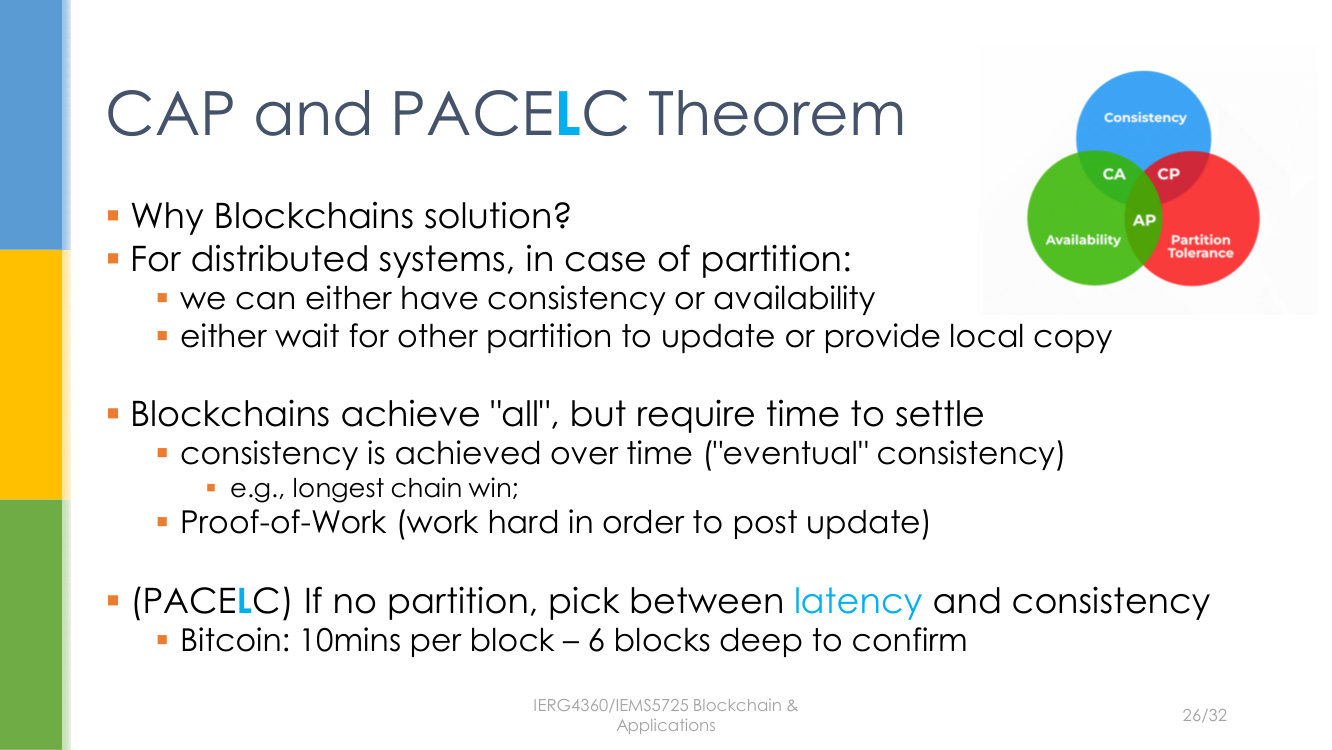 CAP and PACELC Theorem
Consistency
CA
CP
AP
Availability
Partition
Tolerance
Why Blockchains solution?
For distributed systems, in case of partition:
we can either have consistency or availability
either wait for other partition to update or provide local copy
Blockchains achieve "all", but require time to settle
consistency is achieved over time ("eventual" consistency)
e.g., longest chain win;
Proof-of-Work (work hard in order to post update)
(PACELC) If no partition, pick between latency and consistency
Bitcoin: 10mins per block – 6 blocks deep to confirm
IERG4360/IEMS5725 Blockchain &
Applications
26/32